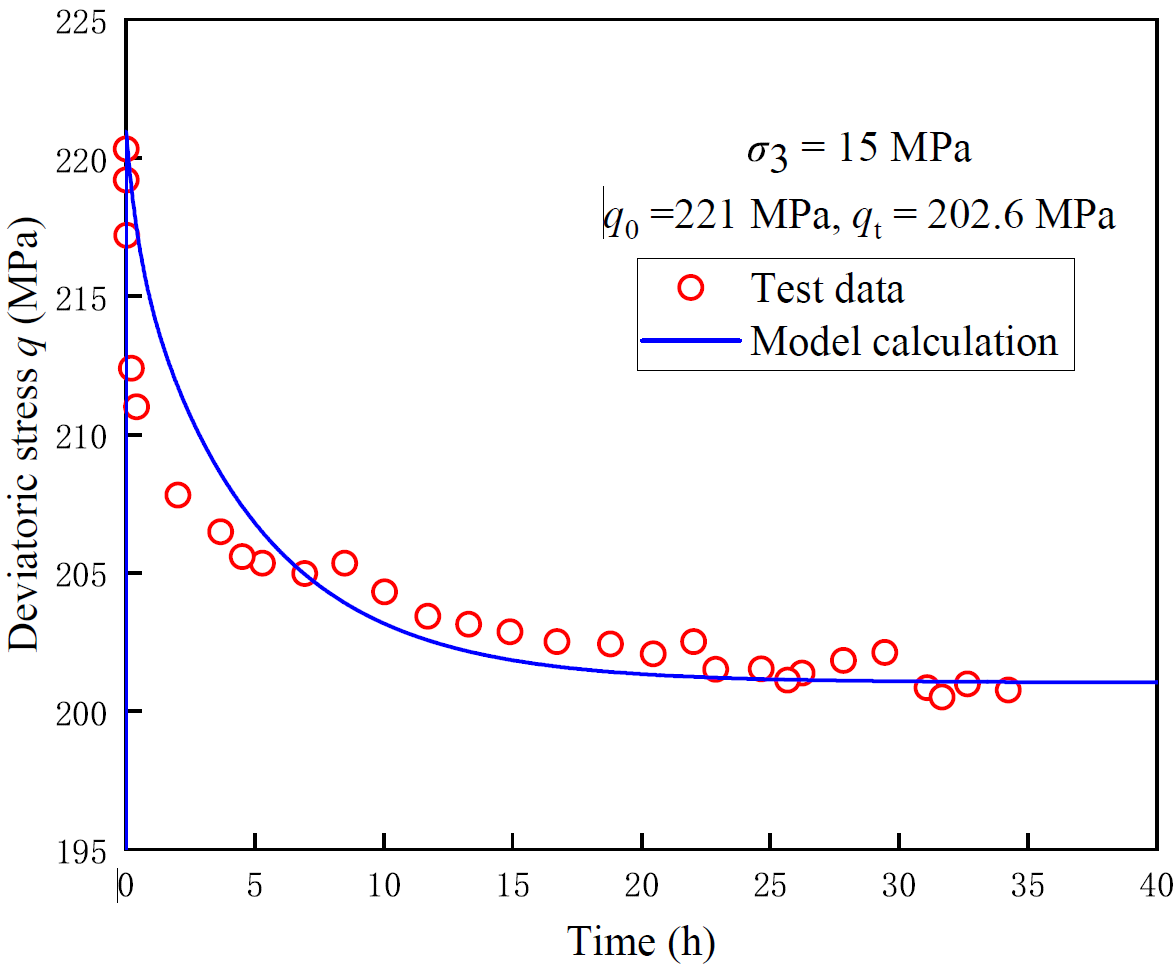 225
220
215
210
205
200
195
0
5
10
15
20
25
30
35
40
Deviatoric stress q (MPa)
Time (h)
σ3 = 15 MPa
q0 =221 MPa, qt = 202.6 MPa
Test data
Model calculation